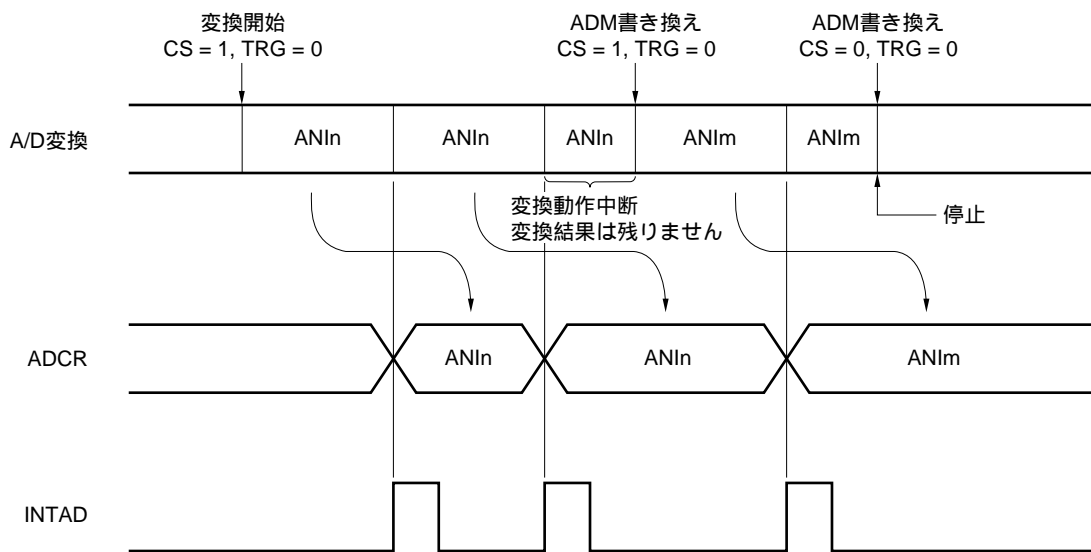 変換開始
CS = 1, TRG = 0
ADM書き換え
CS = 1, TRG = 0
ADM書き換え
CS = 0, TRG = 0
A/D変換
ANIn
ANIn
ANIn
ANIm
ANIm
変換動作中断
変換結果は残りません
停止
ADCR
ANIn
ANIn
ANIm
INTAD